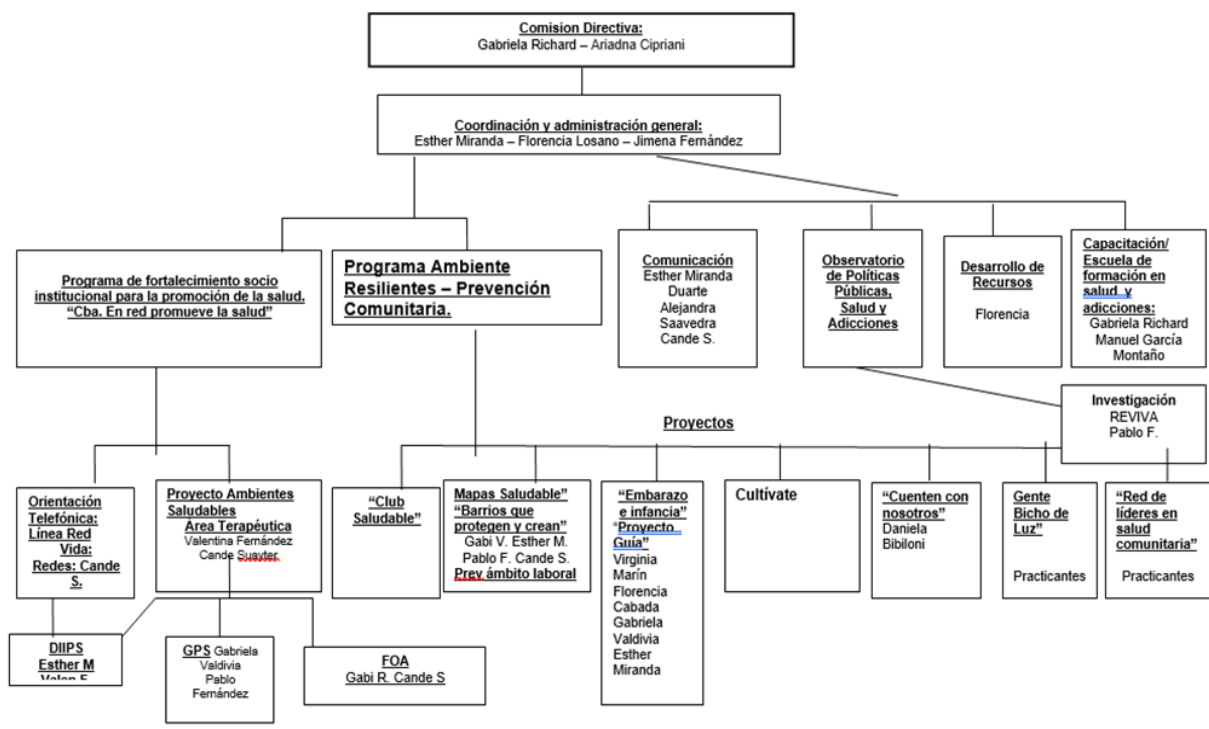 Comision Directiva:
Gabriela Richard – Ariadna Cipriani
Coordinación y administración general:
Esther Miranda – Florencia Losano – Jimena Fernández
Programa de fortalecimiento socio
institucional para la promoción de la salud.
“Cba. En red promueve la salud”
Programa Ambiente
Resilientes – Prevención
Comunitaria.
Comunicación
Esther Miranda
Duarte
Alejandra
Saavedra
Cande S.
Observatorio
de Políticas
Públicas,
Salud y
Adicciones
Desarrollo de
Recursos
Florencia
Capacitación/
Escuela de
formación en
salud y
adicciones:
Gabriela Richard
Manuel García
Montaño
Investigación
REVIVA
Pablo F.
Proyectos
Orientación
Telefónica:
Línea Red
Vida:
Redes: Cande
S.
Proyecto Ambientes
Saludables
Área Terapéutica
Valentina Fernández
Cande Suayter
“Club
Saludable”
Mapas Saludable”
“Barrios que
protegen y crean”
Gabi V. Esther M.
Pablo F. Cande S.
Prev ámbito laboral
“Embarazo
e infancia”
“Proyecto
Guía”
Virginia
Marín
Florencia
Cabada
Gabriela
Valdivia
Esther
Miranda
Cultívate
“Cuenten con
nosotros”
Daniela
Bibiloni
Gente
Bicho de
Luz”
Practicantes
“Red de
líderes en
salud
comunitaria”
Practicantes
DIIPS
Esther M
Valen F.
GPS Gabriela
Valdivia
Pablo
Fernández
FOA
Gabi R. Cande S